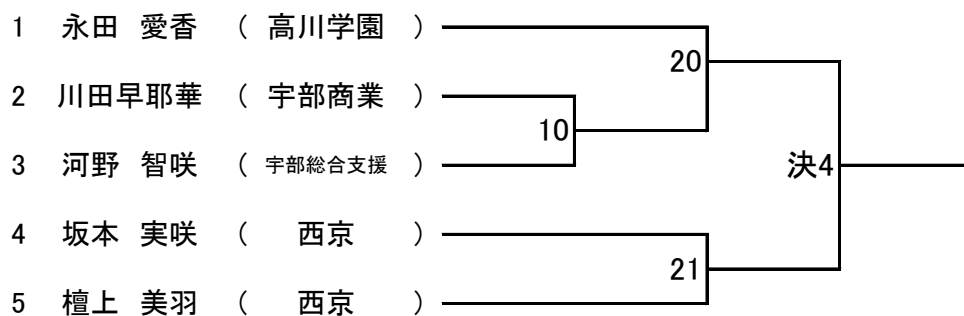 1 永田 愛香 ( 高川学園 )
20
2 川田早耶華 ( 宇部商業 )
10
3 河野 智咲 ( 宇部総合支援 )
決4
4 坂本 実咲 ( 西京 )
21
5 檀上 美羽 ( 西京 )